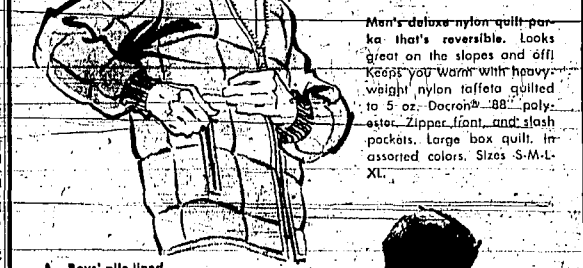 Men's deluxe nylon quilt par-
ka that's reversible. Looks
great on the slopes and off!
Keeps you warm with heavy-
weight nylon taffeta quilted
to 5 oz. Dacron® "88" poly-
ester. Zipper front and slash
pockets. Large box quilt. In
assorted colors. Sizes S-M-L-
XL.
A. Boys' pile lined